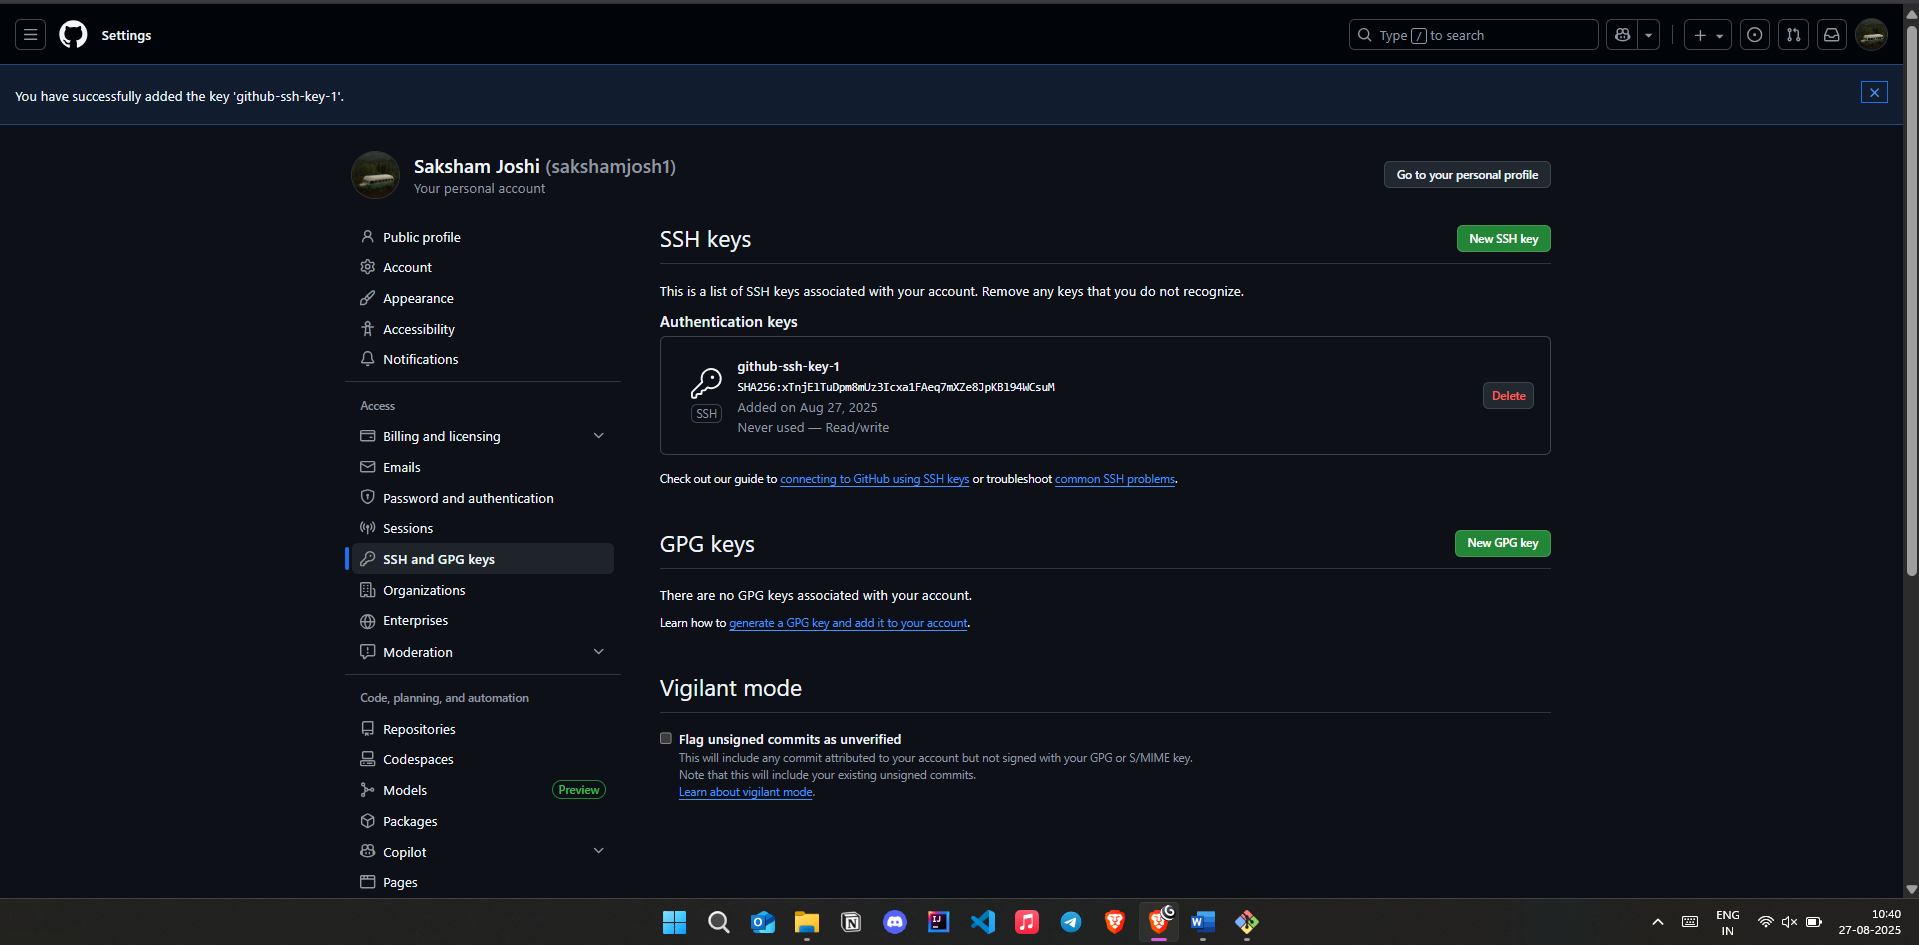 Settings
Type / to search
You have successfully added the key 'github-ssh-key-1'.
Saksham Joshi (sakshamjosh1)
Your personal account
Go to your personal profile
Public profile
Account
Appearance
Accessibility
Notifications
Access
Billing and licensing
Emails
Password and authentication
Sessions
SSH and GPG keys
Organizations
Enterprises
Moderation
Code, planning, and automation
Repositories
Codespaces
Models Preview
Packages
Copilot
Pages
SSH keys
New SSH key
This is a list of SSH keys associated with your account. Remove any keys that you do not recognize.
Authentication keys
SSH
github-ssh-key-1
SHA256:xTnjE1TuDpm8mUz3Icxa1FAeq7mXZe8JpKB194WCsuM
Added on Aug 27, 2025
Never used — Read/write
Delete
Check out our guide to connecting to GitHub using SSH keys or troubleshoot common SSH problems.
GPG keys
New GPG key
There are no GPG keys associated with your account.
Learn how to generate a GPG key and add it to your account.
Vigilant mode
Flag unsigned commits as unverified
This will include any commit attributed to your account but not signed with your GPG or S/MIME key.
Note that this will include your existing unsigned commits.
Learn about vigilant mode.
ENG
IN
10:40
27-08-2025